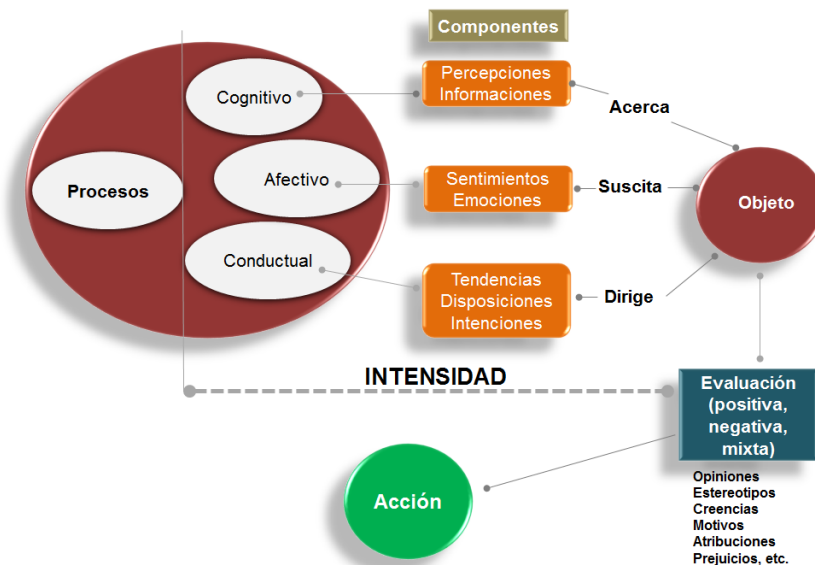 Componentes
Cognitivo
Percepciones
Informaciones
Acerca
Procesos
Afectivo
Sentimientos
Emociones
Suscita
Objeto
Conductual
Tendencias
Disposiciones
Intenciones
Dirige
INTENSIDAD
Evaluación
(positiva,
negativa,
mixta)
Acción
Opiniones
Estereotipos
Creencias
Motivos
Atribuciones
Prejuicios, etc.